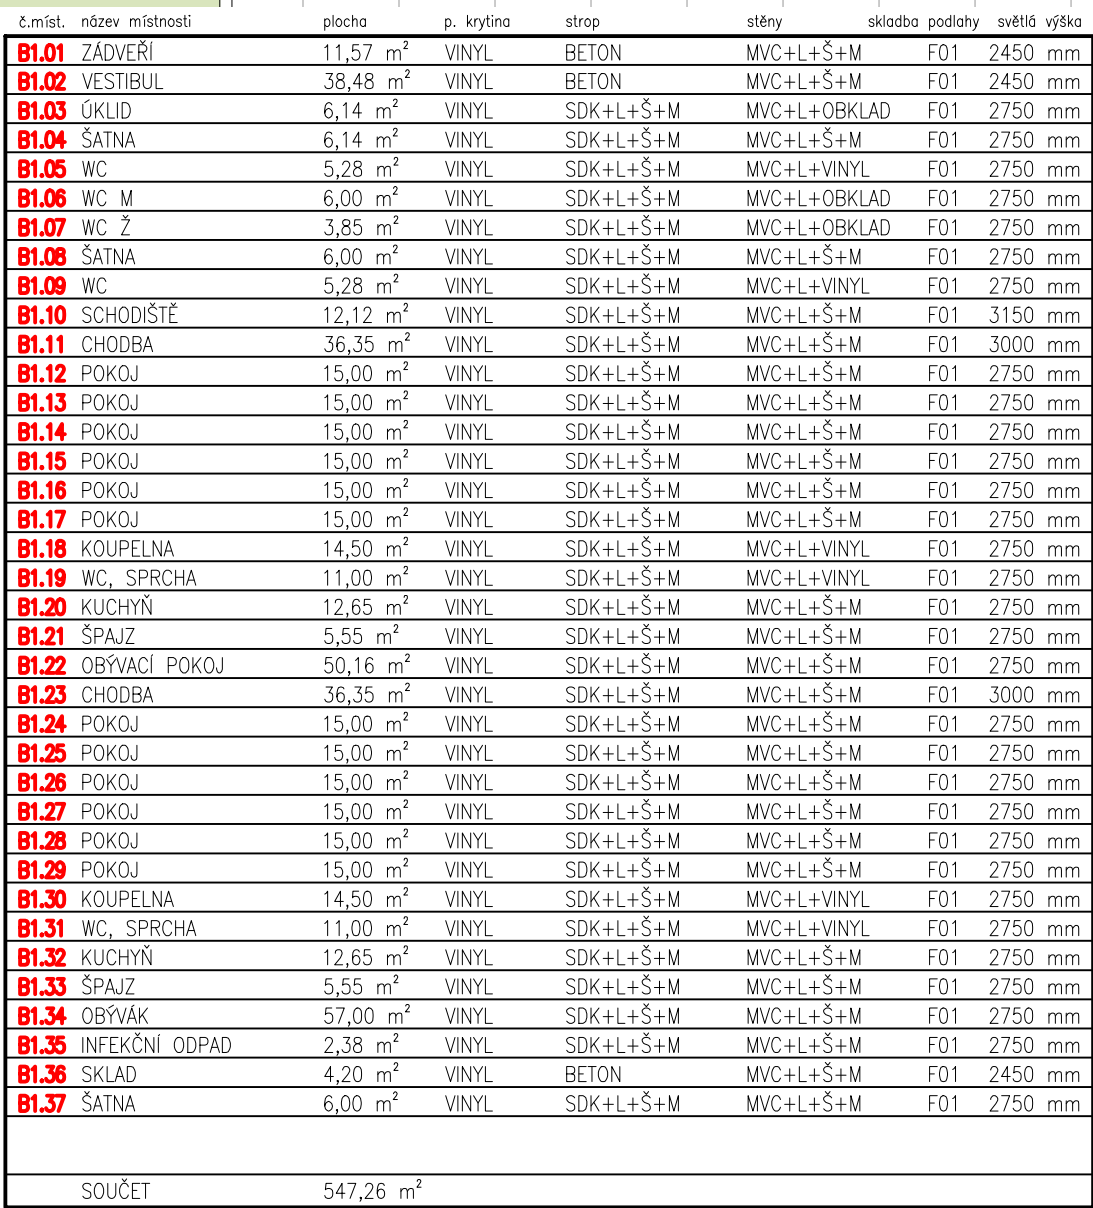 č.míst. název místnosti plocha p. krytina strop stěny skladba podlahy světlá výška
B1.01 ZÁDVEŘÍ 11,57 m² VINYL BETON MVC+L+Š+M F01 2450 mm
B1.02 VESTIBUL 38,48 m² VINYL BETON MVC+L+Š+M F01 2450 mm
B1.03 ÚKLID 6,14 m² VINYL SDK+L+Š+M MVC+L+OBKLAD F01 2750 mm
B1.04 ŠATNA 6,14 m² VINYL SDK+L+Š+M MVC+L+Š+M F01 2750 mm
B1.05 WC 5,28 m² VINYL SDK+L+Š+M MVC+L+VINYL F01 2750 mm
B1.06 WC M 6,00 m² VINYL SDK+L+Š+M MVC+L+OBKLAD F01 2750 mm
B1.07 WC Ž 3,85 m² VINYL SDK+L+Š+M MVC+L+OBKLAD F01 2750 mm
B1.08 ŠATNA 6,00 m² VINYL SDK+L+Š+M MVC+L+Š+M F01 2750 mm
B1.09 WC 5,28 m² VINYL SDK+L+Š+M MVC+L+VINYL F01 2750 mm
B1.10 SCHODIŠTĚ 12,12 m² VINYL SDK+L+Š+M MVC+L+Š+M F01 3150 mm
B1.11 CHODBA 36,35 m² VINYL SDK+L+Š+M MVC+L+Š+M F01 3000 mm
B1.12 POKOJ 15,00 m² VINYL SDK+L+Š+M MVC+L+Š+M F01 2750 mm
B1.13 POKOJ 15,00 m² VINYL SDK+L+Š+M MVC+L+Š+M F01 2750 mm
B1.14 POKOJ 15,00 m² VINYL SDK+L+Š+M MVC+L+Š+M F01 2750 mm
B1.15 POKOJ 15,00 m² VINYL SDK+L+Š+M MVC+L+Š+M F01 2750 mm
B1.16 POKOJ 15,00 m² VINYL SDK+L+Š+M MVC+L+Š+M F01 2750 mm
B1.17 POKOJ 15,00 m² VINYL SDK+L+Š+M MVC+L+Š+M F01 2750 mm
B1.18 KOUPELNA 14,50 m² VINYL SDK+L+Š+M MVC+L+VINYL F01 2750 mm
B1.19 WC, SPRCHA 11,00 m² VINYL SDK+L+Š+M MVC+L+VINYL F01 2750 mm
B1.20 KUCHYŇ 12,65 m² VINYL SDK+L+Š+M MVC+L+Š+M F01 2750 mm
B1.21 ŠPAJZ 5,55 m² VINYL SDK+L+Š+M MVC+L+Š+M F01 2750 mm
B1.22 OBÝVACÍ POKOJ 50,16 m² VINYL SDK+L+Š+M MVC+L+Š+M F01 2750 mm
B1.23 CHODBA 36,35 m² VINYL SDK+L+Š+M MVC+L+Š+M F01 3000 mm
B1.24 POKOJ 15,00 m² VINYL SDK+L+Š+M MVC+L+Š+M F01 2750 mm
B1.25 POKOJ 15,00 m² VINYL SDK+L+Š+M MVC+L+Š+M F01 2750 mm
B1.26 POKOJ 15,00 m² VINYL SDK+L+Š+M MVC+L+Š+M F01 2750 mm
B1.27 POKOJ 15,00 m² VINYL SDK+L+Š+M MVC+L+Š+M F01 2750 mm
B1.28 POKOJ 15,00 m² VINYL SDK+L+Š+M MVC+L+Š+M F01 2750 mm
B1.29 POKOJ 15,00 m² VINYL SDK+L+Š+M MVC+L+Š+M F01 2750 mm
B1.30 KOUPELNA 14,50 m² VINYL SDK+L+Š+M MVC+L+VINYL F01 2750 mm
B1.31 WC, SPRCHA 11,00 m² VINYL SDK+L+Š+M MVC+L+VINYL F01 2750 mm
B1.32 KUCHYŇ 12,65 m² VINYL SDK+L+Š+M MVC+L+Š+M F01 2750 mm
B1.33 ŠPAJZ 5,55 m² VINYL SDK+L+Š+M MVC+L+Š+M F01 2750 mm
B1.34 OBÝVÁK 57,00 m² VINYL SDK+L+Š+M MVC+L+Š+M F01 2750 mm
B1.35 INFEKČNÍ ODPAD 2,38 m² VINYL SDK+L+Š+M MVC+L+Š+M F01 2750 mm
B1.36 SKLAD 4,20 m² VINYL BETON MVC+L+Š+M F01 2450 mm
B1.37 ŠATNA 6,00 m² VINYL SDK+L+Š+M MVC+L+Š+M F01 2750 mm
SOUČET 547,26 m²